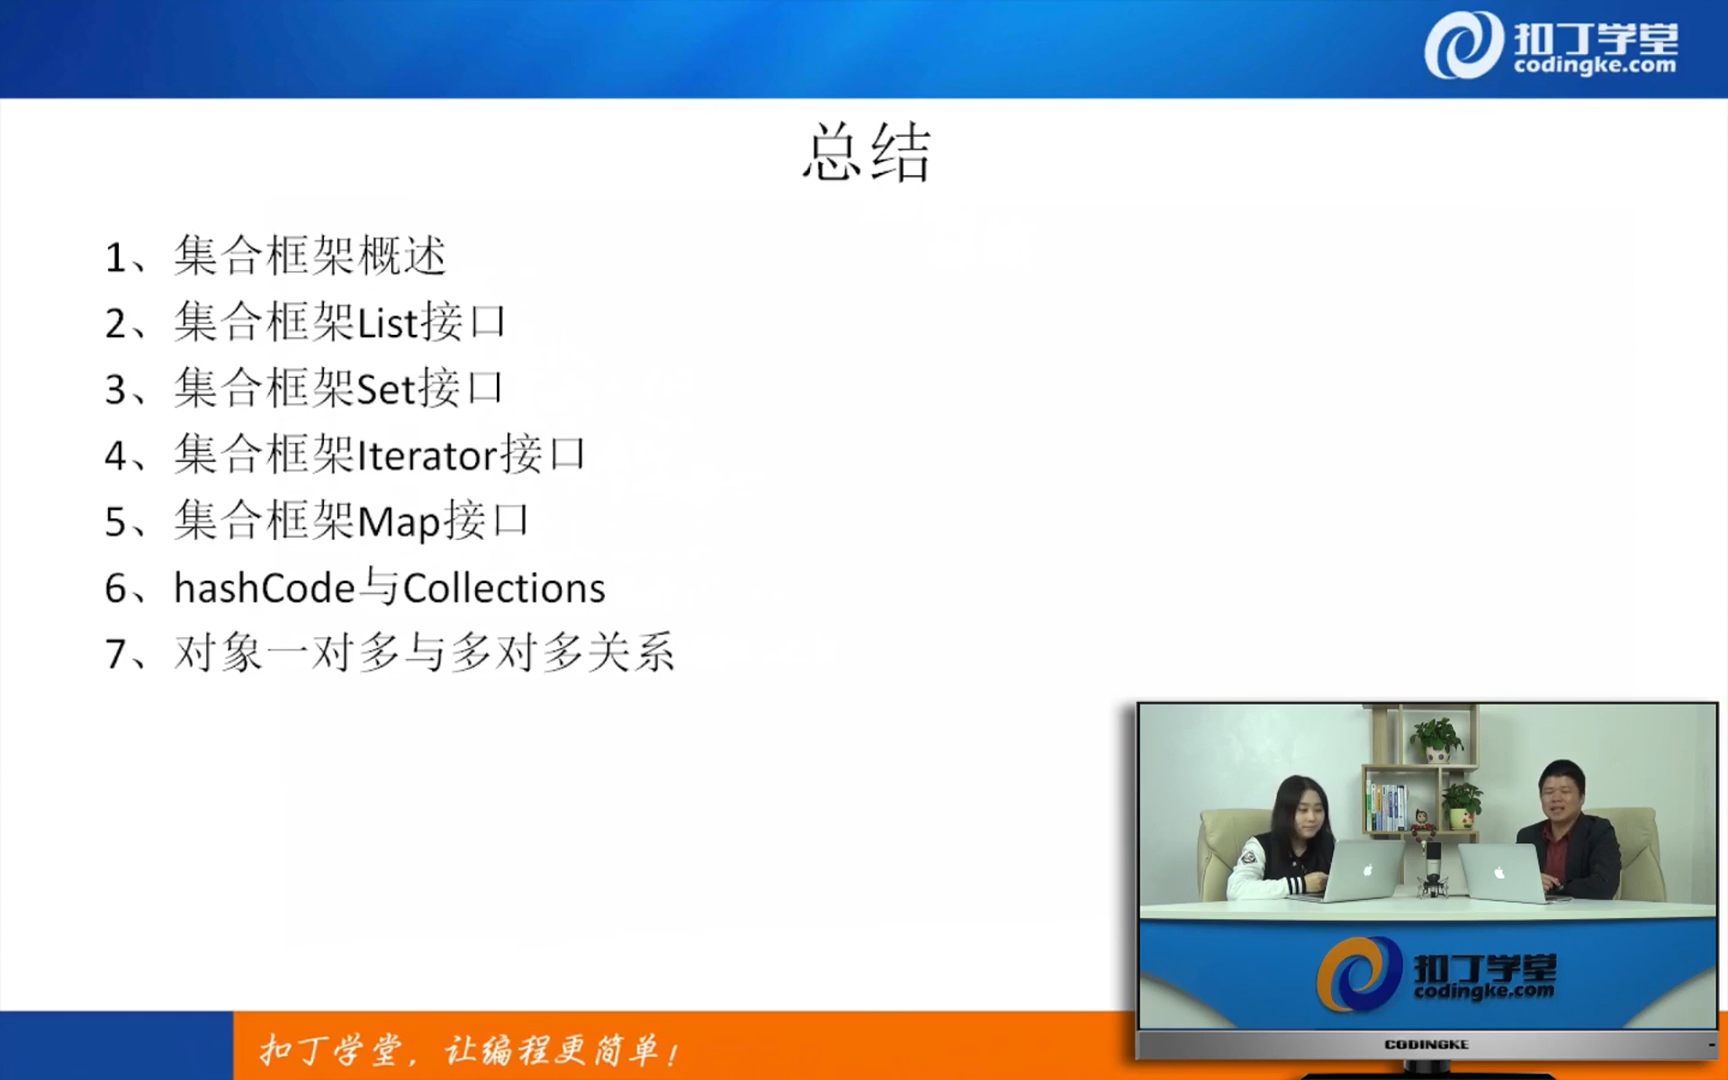 扣丁学堂
codingke.com
总结
1、集合框架概述
2、集合框架List接口
3、集合框架Set接口
4、集合框架Iterator接口
5、集合框架Map接口
6、hashCode与Collections
7、对象一对多与多对多关系
扣丁学堂
codingke.com
CODINGKE
扣丁学堂，让编程更简单！